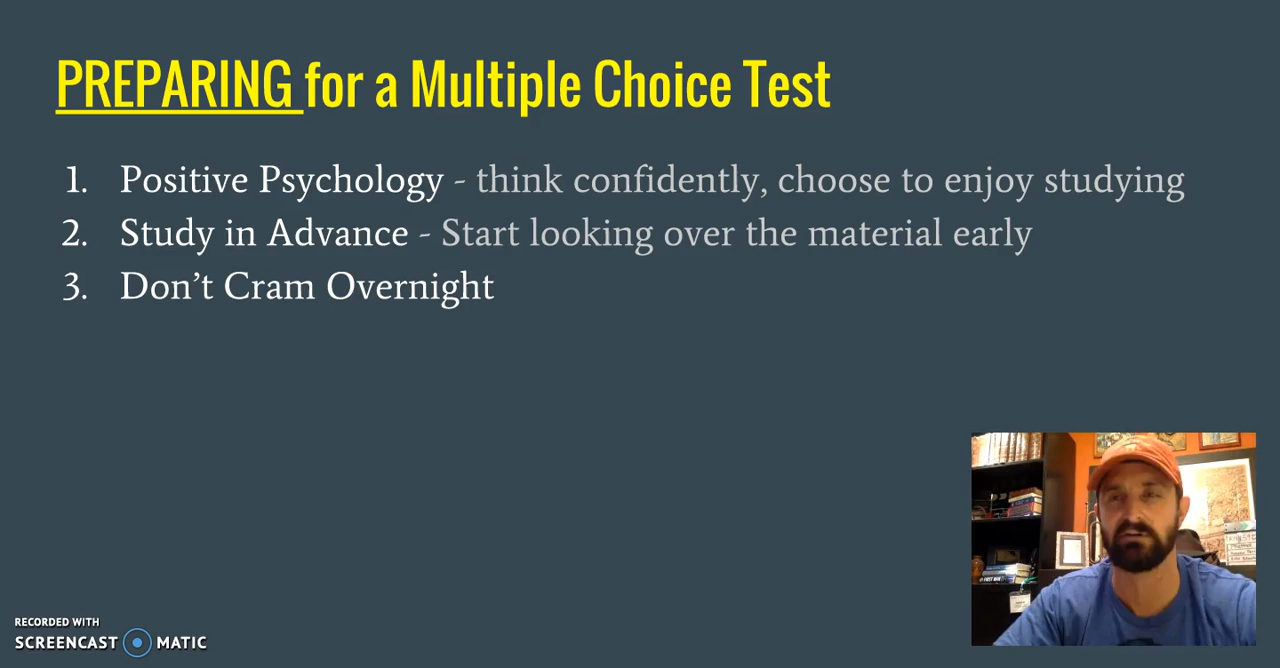 PREPARING for a Multiple Choice Test
1. Positive Psychology - think confidently, choose to enjoy studying
2. Study in Advance - Start looking over the material early
3. Don’t Cram Overnight
RECORDED WITH
SCREENCAST MATIC